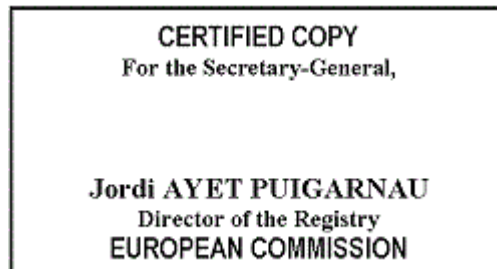 CERTIFIED COPY
For the Secretary-General,
Jordi AYET PUIGARNAU
Director of the Registry
EUROPEAN COMMISSION